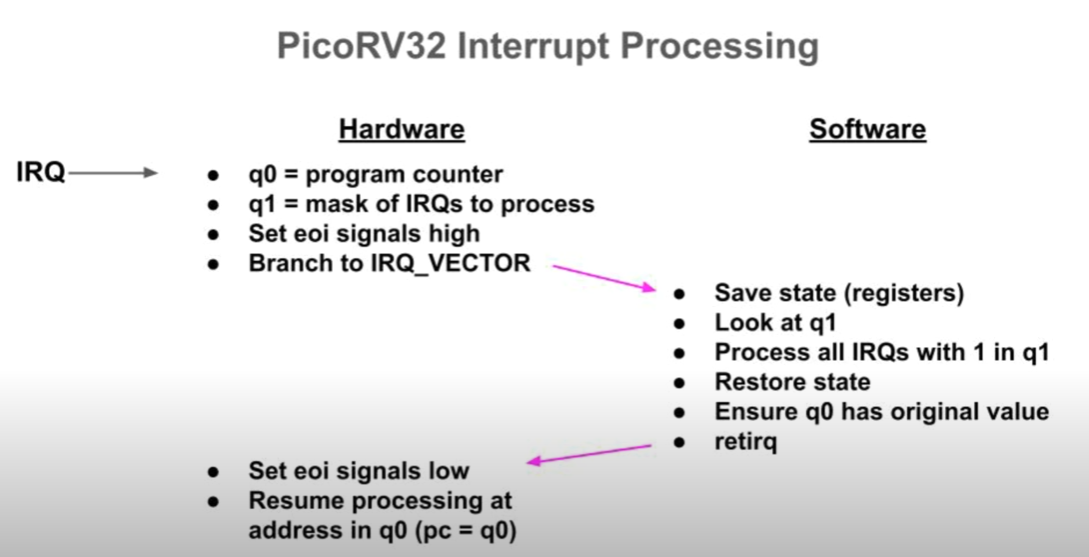 PicoRV32 Interrupt Processing
Hardware
Software
IRQ
● q0 = program counter
● q1 = mask of IRQs to process
● Set eoi signals high
● Branch to IRQ_VECTOR
● Save state (registers)
● Look at q1
● Process all IRQs with 1 in q1
● Restore state
● Ensure q0 has original value
● retirq
● Set eoi signals low
● Resume processing at
address in q0 (pc = q0)